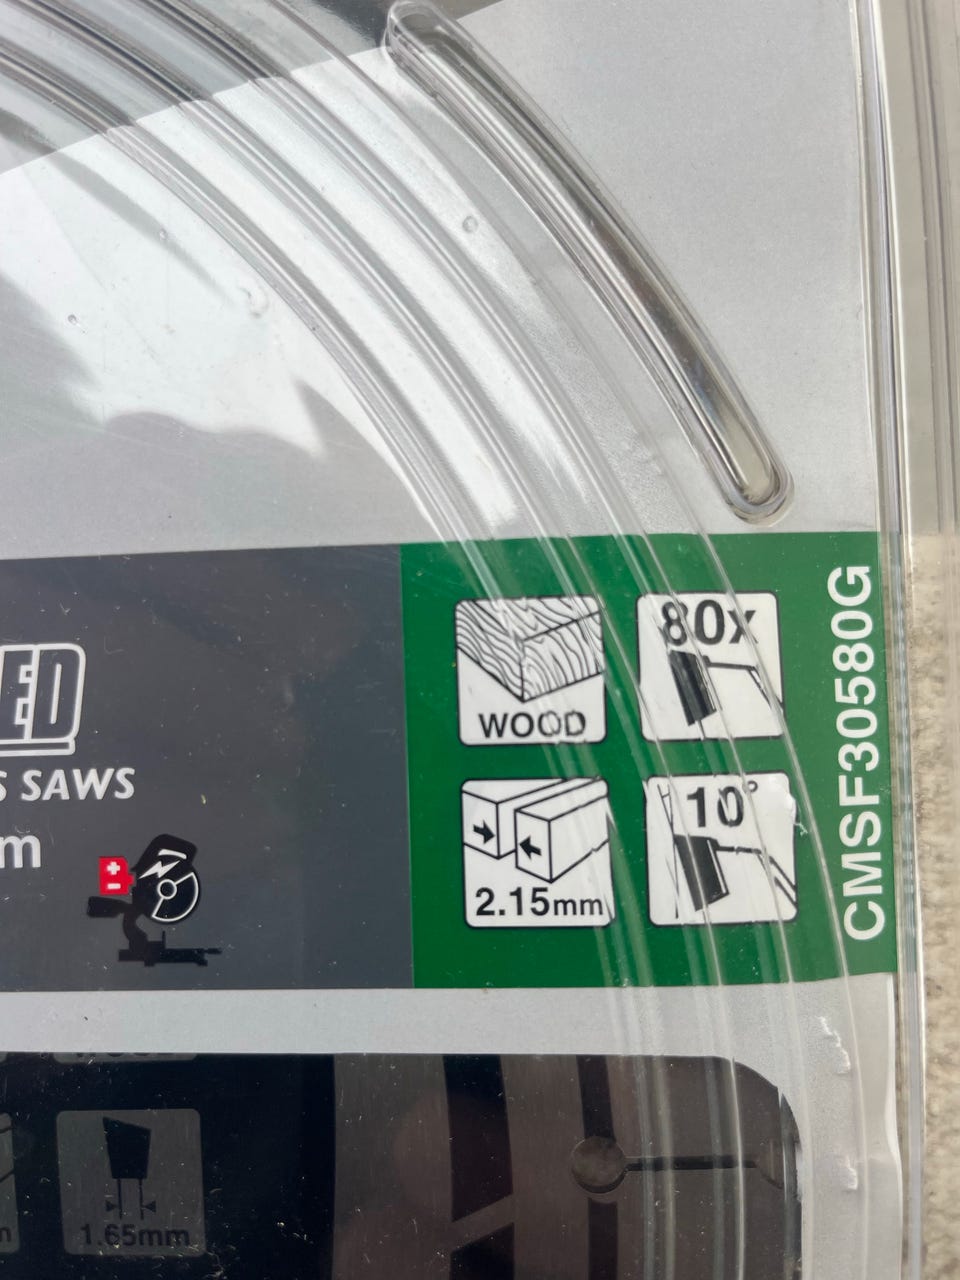 80x
WOOD
ED
S SAWS
m
10°
2.15mm
CMSF30580G
1.65mm